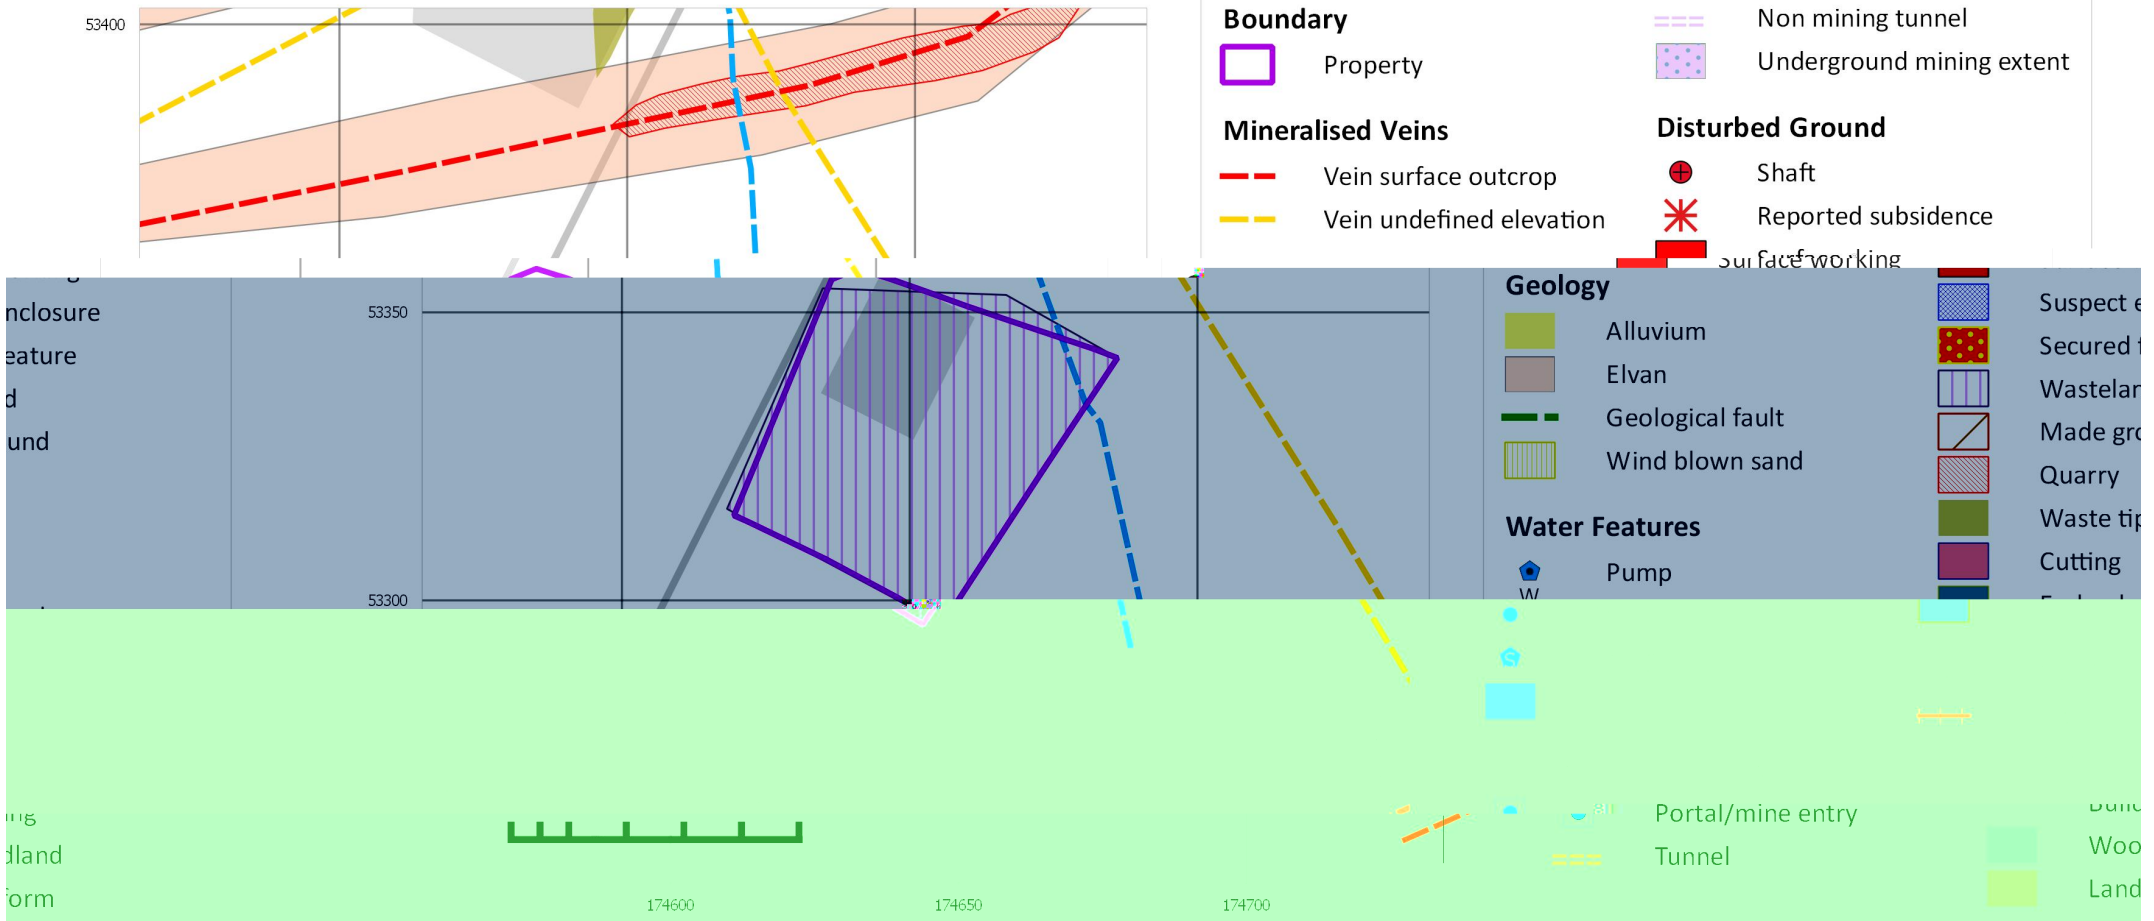 53400
Boundary
Property
Mineralised Veins
Vein surface outcrop
Vein undefined elevation
Non mining tunnel
Underground mining extent
Disturbed Ground
Shaft
Reported subsidence
Surface working
nclosure
eature
d
und
53350
53300
Geology
Alluvium
Elvan
Geological fault
Wind blown sand
Water Features
Pump
W
S
Suspect e
Secured f
Wastelan
Made gro
Quarry
Waste tip
Cutting
dland
form
174600
174650
174700
Portal/mine entry
Tunnel
Woo
Land